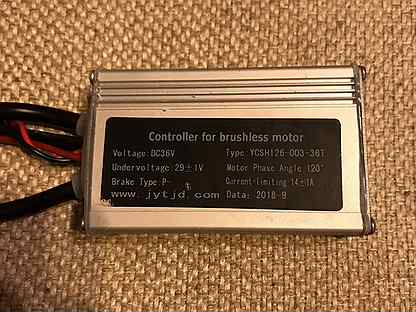 Controller for brushless motor
Voltage:DC36V Type:YCSH126-003-36T
Undervoltage:29±1V Motor Phase Angle 120°
Brake Type P- Current-limiting 14±1A
www.jytjd.com Data: 2018-9